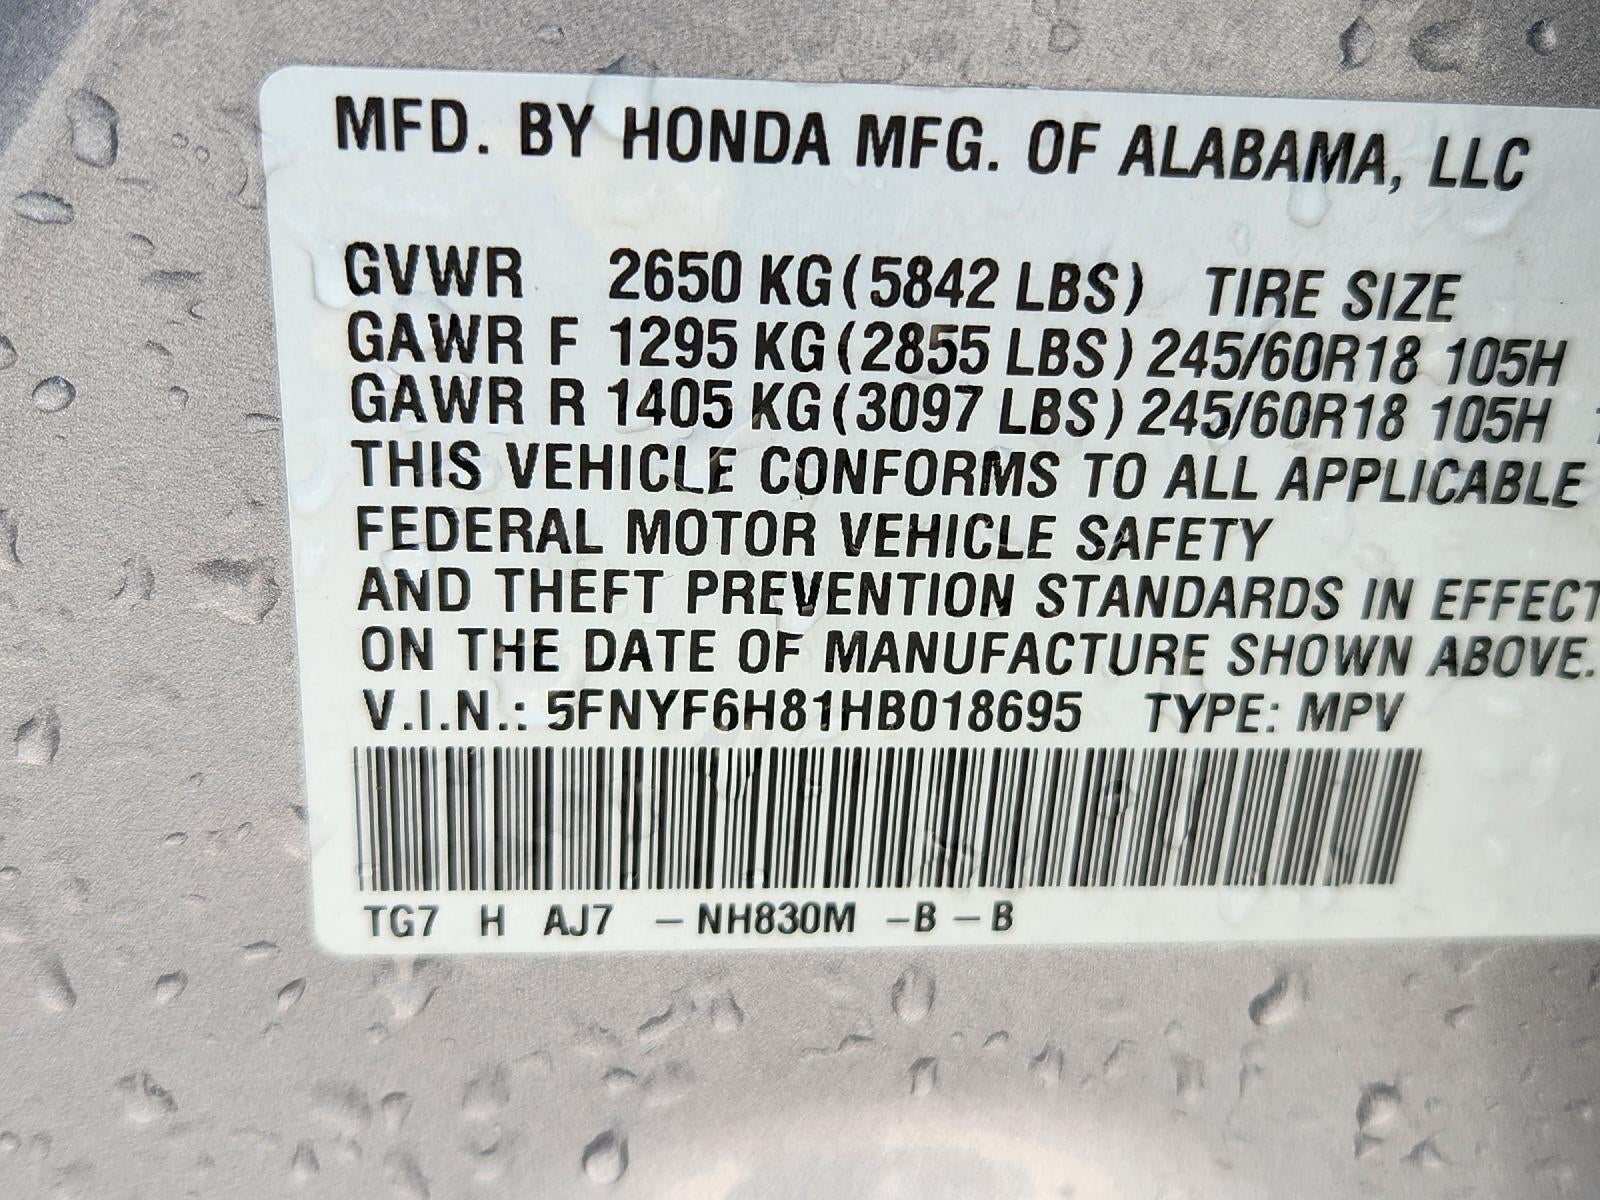 MFD. BY HONDA MFG. OF ALABAMA, LLC
GVWR 2650 KG (5842 LBS) TIRE SIZE
GAWR F 1295 KG (2855 LBS) 245/60R18 105H
GAWR R 1405 KG (3097 LBS) 245/60R18 105H
THIS VEHICLE CONFORMS TO ALL APPLICABLE
FEDERAL MOTOR VEHICLE SAFETY
AND THEFT PREVENTION STANDARDS IN EFFECT
ON THE DATE OF MANUFACTURE SHOWN ABOVE.
V.I.N.: 5FNYF6H81HB018695 TYPE: MPV
TG7 H AJ7 – NH830M – B – B